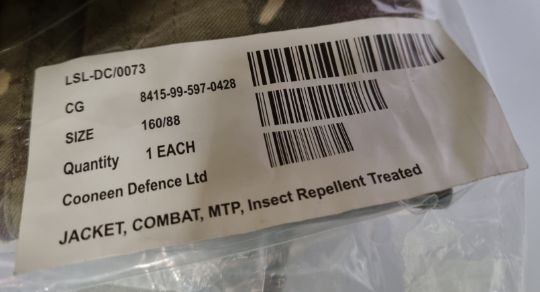 LSL-DC/0073
CG 8415-99-597-0428
SIZE 160/88
Quantity 1 EACH
Cooneen Defence Ltd
JACKET, COMBAT, MTP, Insect Repellent Treated